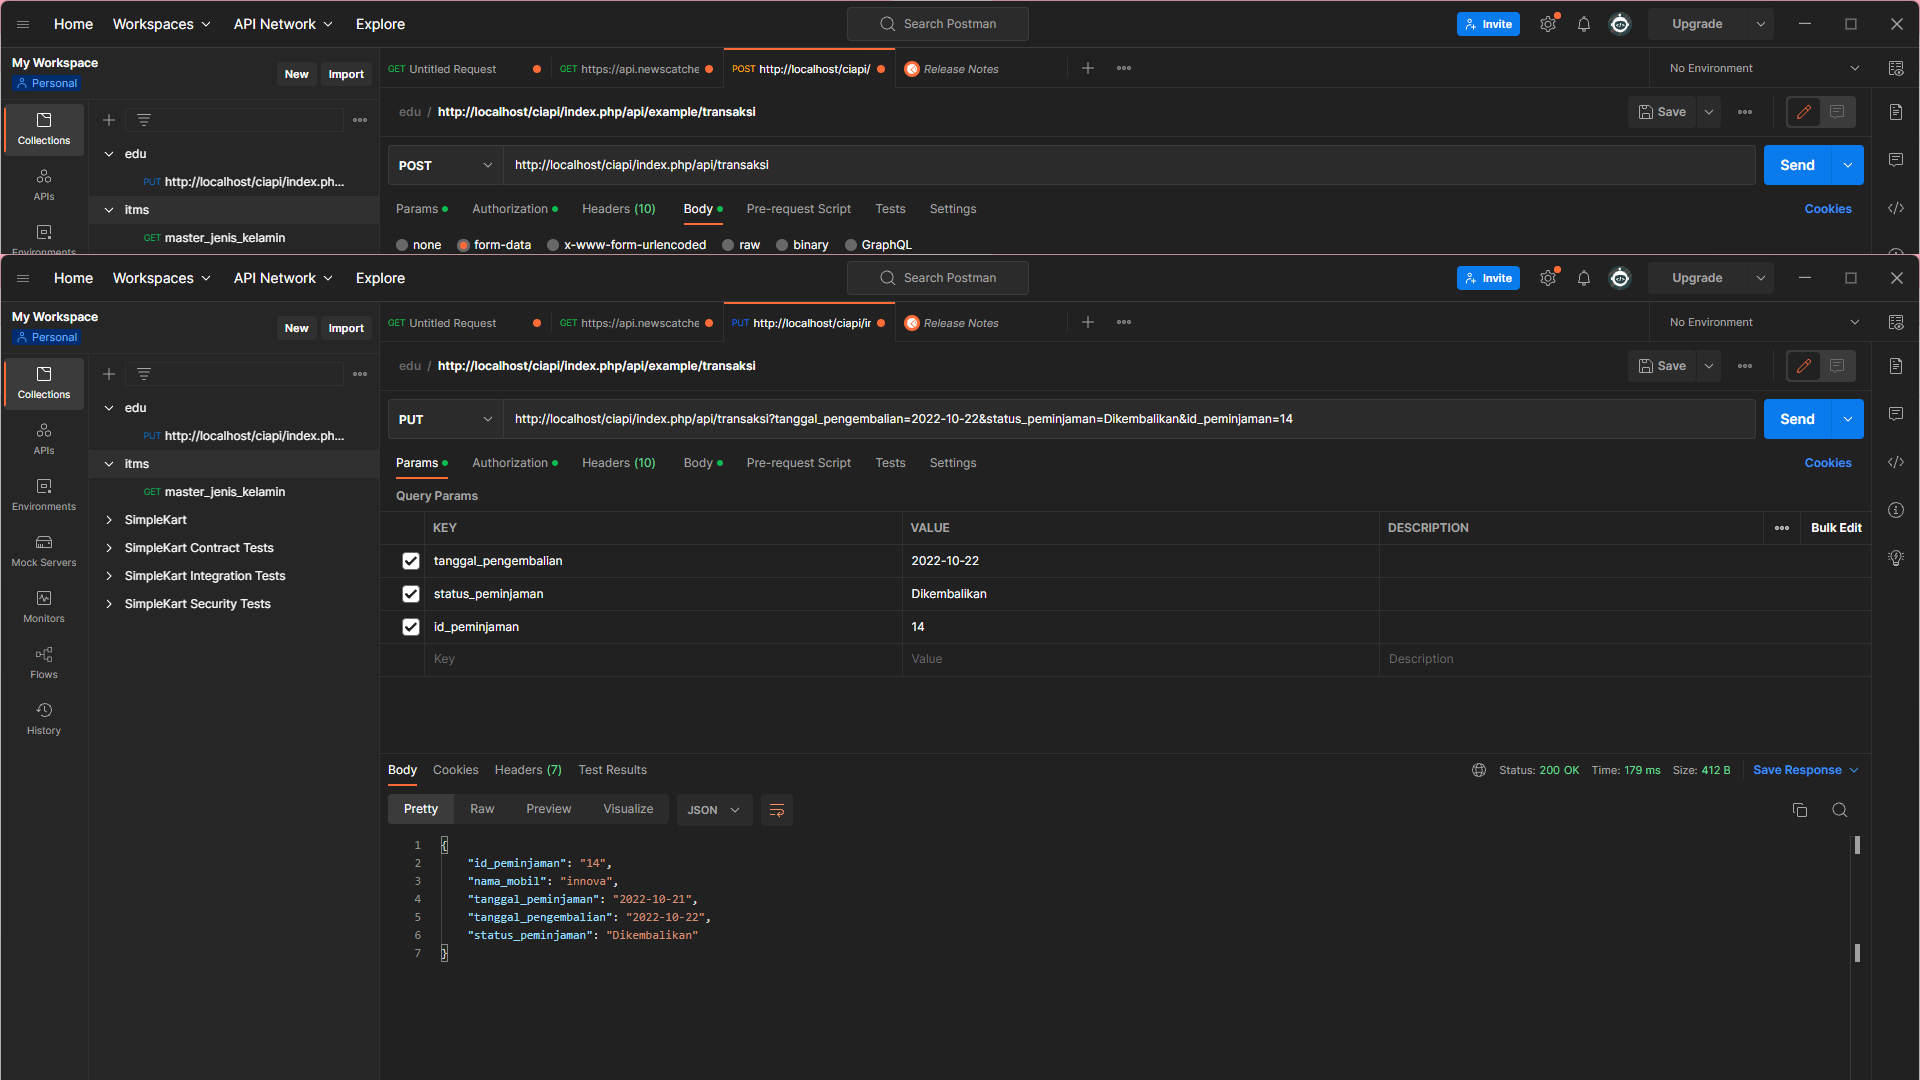 Home Workspaces API Network Explore Search Postman Invite Upgrade
My Workspace
Personal
New Import
GET Untitled Request GET https://api.newscatche POST http://localhost/ciapi/ Release Notes No Environment
edu / http://localhost/ciapi/index.php/api/example/transaksi Save
Collections
edu
POST http://localhost/ciapi/index.php/api/transaksi Send
PUT http://localhost/ciapi/index.ph...
APIs
itms
Params Authorization Headers (10) Body Pre-request Script Tests Settings Cookies
GET master_jenis_kelamin
none form-data x-www-form-urlencoded raw binary GraphQL
Environments
Home Workspaces API Network Explore Search Postman Invite Upgrade
My Workspace
Personal
New Import
GET Untitled Request GET https://api.newscatche PUT http://localhost/ciapi/ir Release Notes No Environment
edu / http://localhost/ciapi/index.php/api/example/transaksi Save
Collections
edu
PUT http://localhost/ciapi/index.php/api/transaksi?tanggal_pengembalian=2022-10-22&status_peminjaman=Dikembalikan&id_peminjaman=14 Send
PUT http://localhost/ciapi/index.ph...
APIs
itms
Params Authorization Headers (10) Body Pre-request Script Tests Settings Cookies
GET master_jenis_kelamin
Query Params
Environments
SimpleKart
KEY VALUE DESCRIPTION Bulk Edit
SimpleKart Contract Tests
Mock Servers
tanggal_pengembalian 2022-10-22
SimpleKart Integration Tests
status_peminjaman Dikembalikan
SimpleKart Security Tests
Monitors
id_peminjaman 14
Key Value Description
Flows
History
Body Cookies Headers (7) Test Results Status: 200 OK Time: 179 ms Size: 412 B Save Response
Pretty Raw Preview Visualize JSON
1 {
2 "id_peminjaman": "14",
3 "nama_mobil": "innova",
4 "tanggal_peminjaman": "2022-10-21",
5 "tanggal_pengembalian": "2022-10-22",
6 "status_peminjaman": "Dikembalikan"
7 }